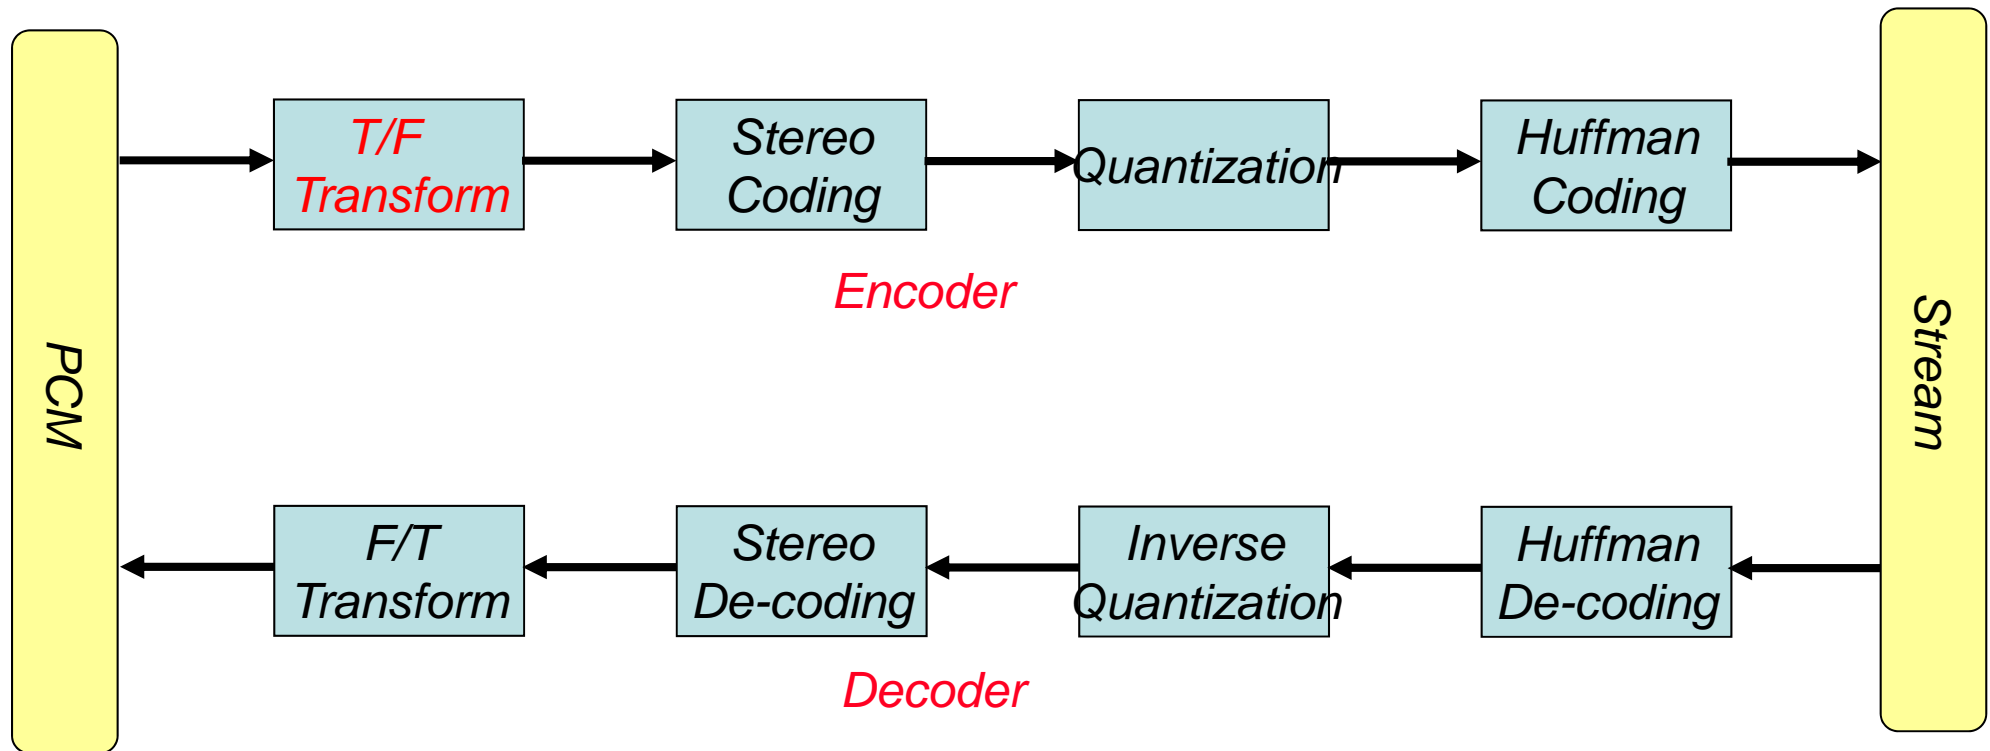 PCM
T/F
Transform
Stereo
Coding
Quantization
Huffman
Coding
Encoder
Stream
F/T
Transform
Stereo
De-coding
Inverse
Quantization
Huffman
De-coding
Decoder